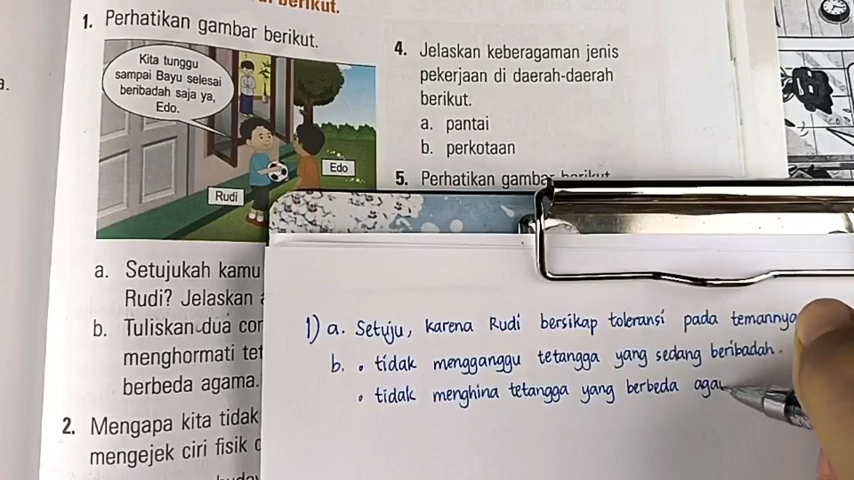 berikut.
1. Perhatikan gambar berikut.
Kita tunggu
sampai Bayu selesai
beribadah saja ya,
Edo.
Edo
Rudi
a. Setujukah kamu
Rudi? Jelaskan
b. Tuliskan dua
menghormati
berbeda agama.
2. Mengapa kita tidak
mengejek ciri fisik
4. Jelaskan keberagaman jenis
pekerjaan di daerah-daerah
berikut.
a. pantai
b. perkotaan
5. Perhatikan gambar berikut
1) a. Setuju, karena Rudi bersikap toleransi pada temannya
b. • tidak mengganggu tetangga yang sedang beribadah.
• tidak menghina tetangga yang berbeda